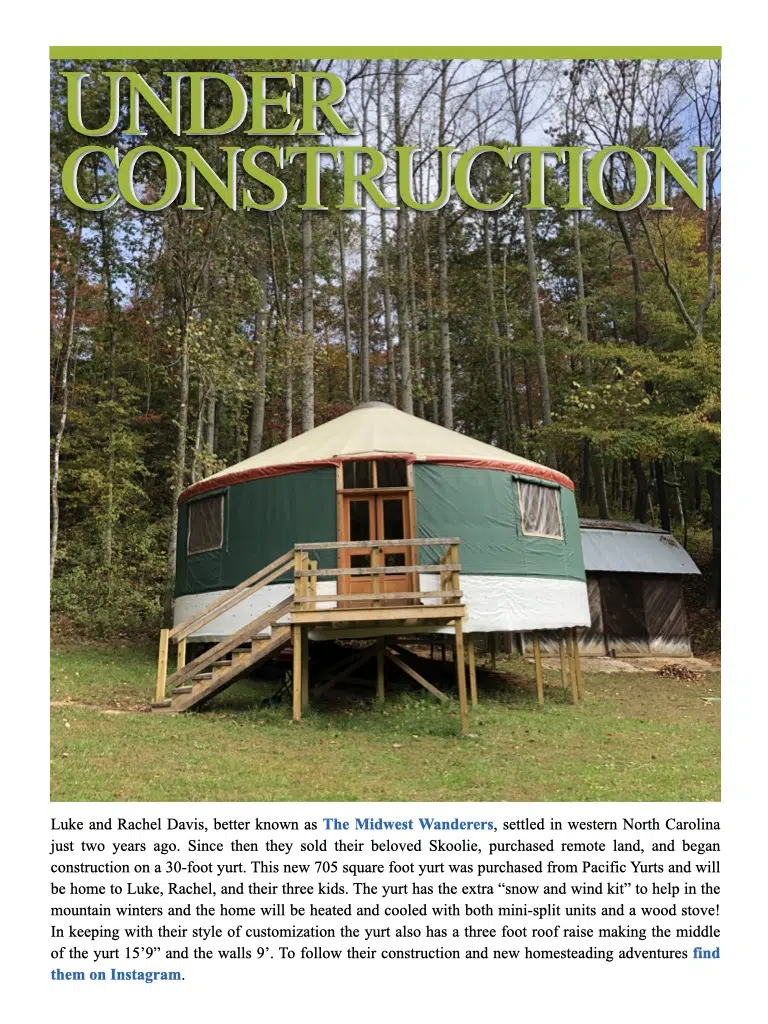 UNDER
CONSTRUCTION
Luke and Rachel Davis, better known as The Midwest Wanderers, settled in western North Carolina
just two years ago. Since then they sold their beloved Skoolie, purchased remote land, and began
construction on a 30-foot yurt. This new 705 square foot yurt was purchased from Pacific Yurts and will
be home to Luke, Rachel, and their three kids. The yurt has the extra “snow and wind kit” to help in the
mountain winters and the home will be heated and cooled with both mini-split units and a wood stove!
In keeping with their style of customization the yurt also has a three foot roof raise making the middle
of the yurt 15’9” and the walls 9’. To follow their construction and new homesteading adventures find
them on Instagram.